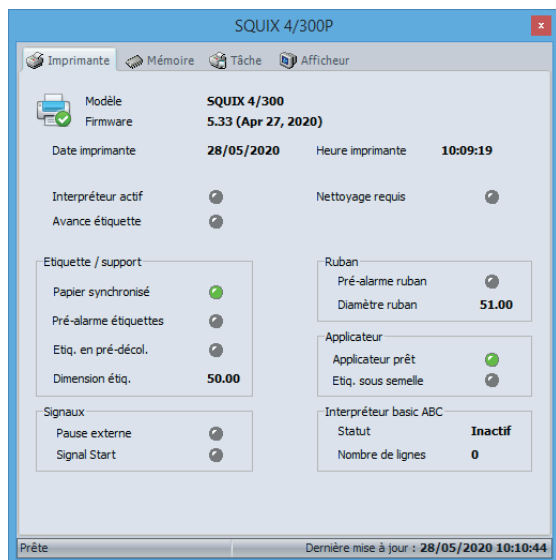 SQUIX 4/300P
x
Imprimante Mémoire Tâche Afficheur
Modèle SQUIX 4/300
Firmware 5.33 (Apr 27, 2020)
Date imprimante 28/05/2020 Heure imprimante 10:09:19
Interpréteur actif Nettoyage requis
Avance étiquette
Etiquette / support
Papier synchronisé
Pré-alarme étiquettes
Etiq. en pré-décol.
Dimension étiq. 50.00
Ruban
Pré-alarme ruban
Diamètre ruban 51.00
Applicateur
Applicateur prêt
Etiq. sous semelle
Signaux
Pause externe
Signal Start
Interpréteur basic ABC
Statut Inactif
Nombre de lignes 0
Prête Dernière mise à jour : 28/05/2020 10:10:44